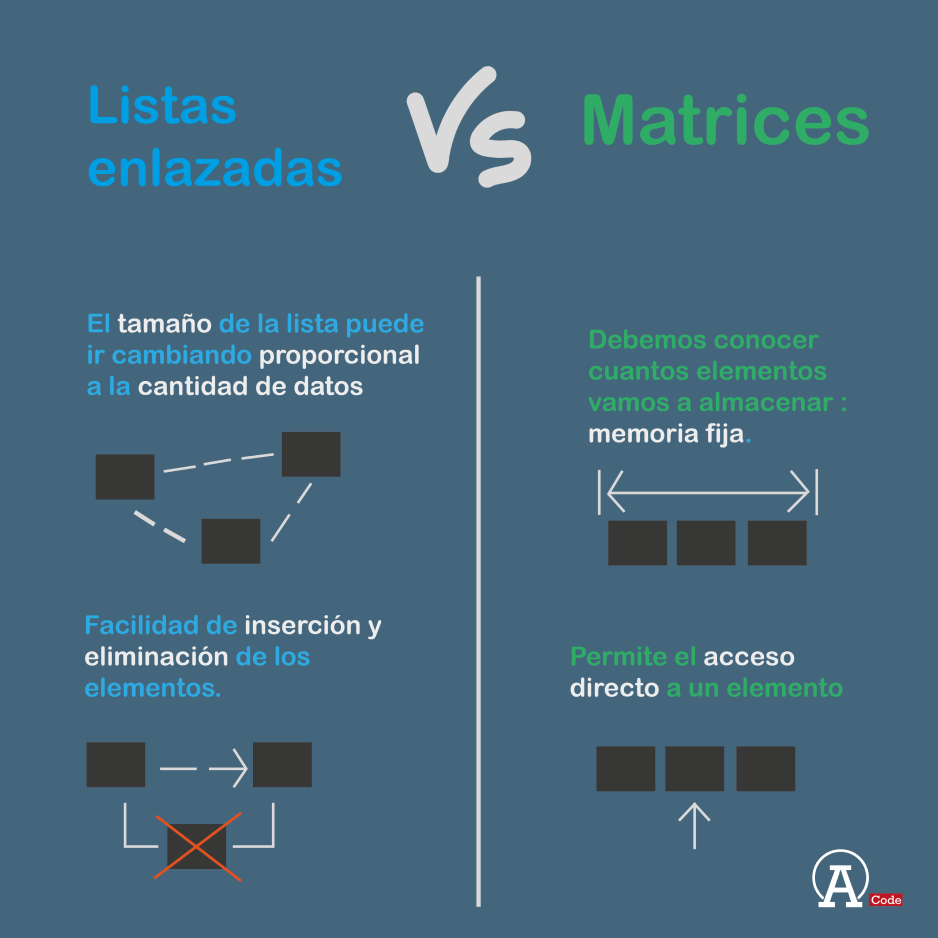 Listas
enlazadas
Vs
Matrices
El tamaño de la lista puede
ir cambiando proporcional
a la cantidad de datos
Facilidad de inserción y
eliminación de los
elementos.
Debemos conocer
cuantos elementos
vamos a almacenar :
memoria fija.
Permite el acceso
directo a un elemento
A
Code